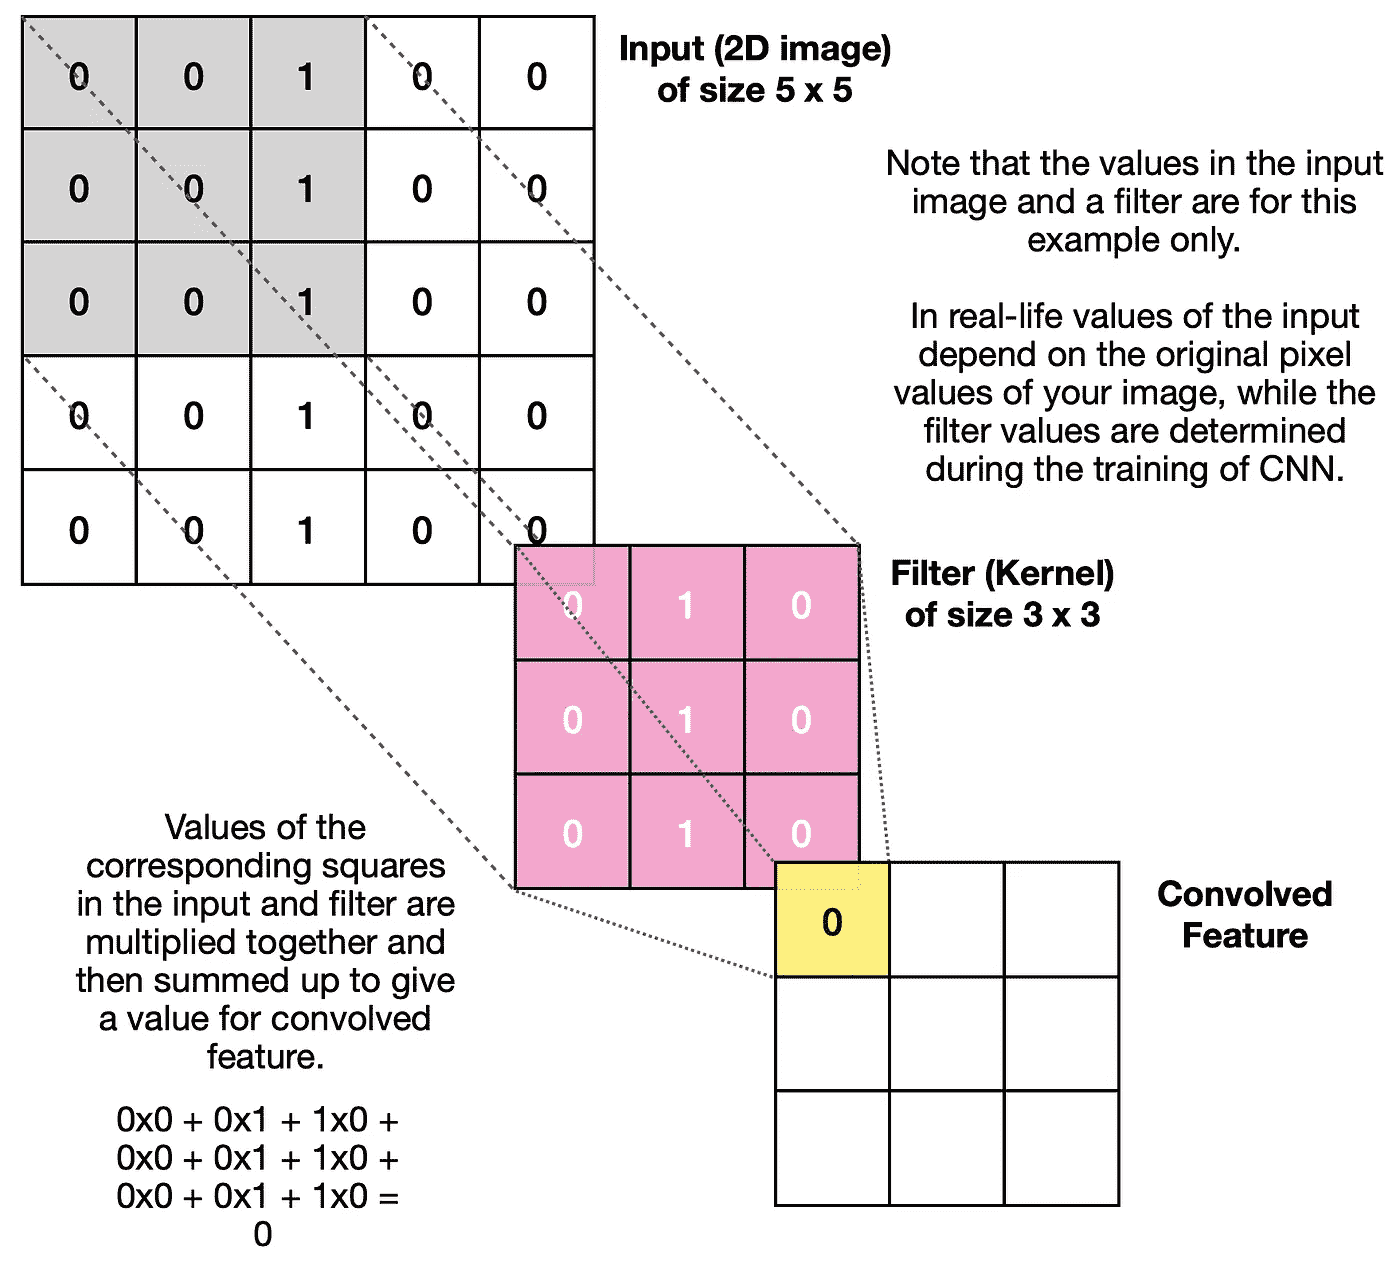 0 0 1 0 0
0 0 1 0 0
0 0 1 0 0
0 0 1 0 0
0 0 1 0 0
Input (2D image)
of size 5 x 5
Note that the values in the input
image and a filter are for this
example only.
In real-life values of the input
depend on the original pixel
values of your image, while the
filter values are determined
during the training of CNN.
0 1 0
0 1 0
0 1 0
Filter (Kernel)
of size 3 x 3
Values of the
corresponding squares
in the input and filter are
multiplied together and
then summed up to give
a value for convolved
feature.
0x0 + 0x1 + 1x0 +
0x0 + 0x1 + 1x0 +
0x0 + 0x1 + 1x0 =
0
0
Convolved
Feature